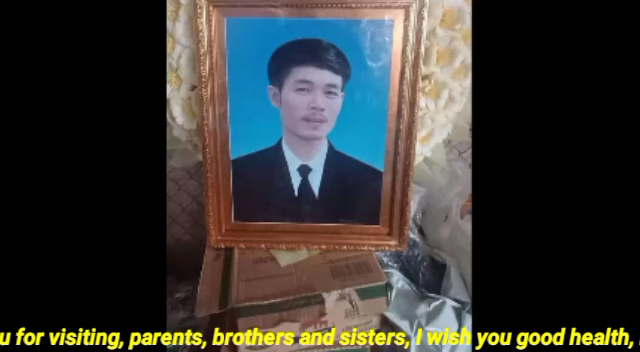 u for visiting, parents, brothers and sisters, I wish you good health,